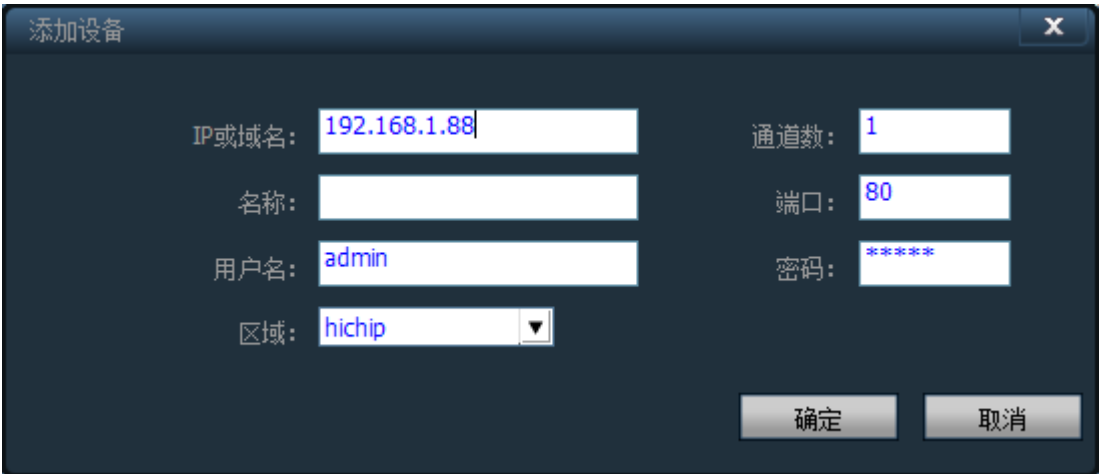 添加设备 X
IP或域名: 192.168.1.88 通道数: 1
名称: 端口: 80
用户名: admin 密码: *****
区域: hichip
确定 取消